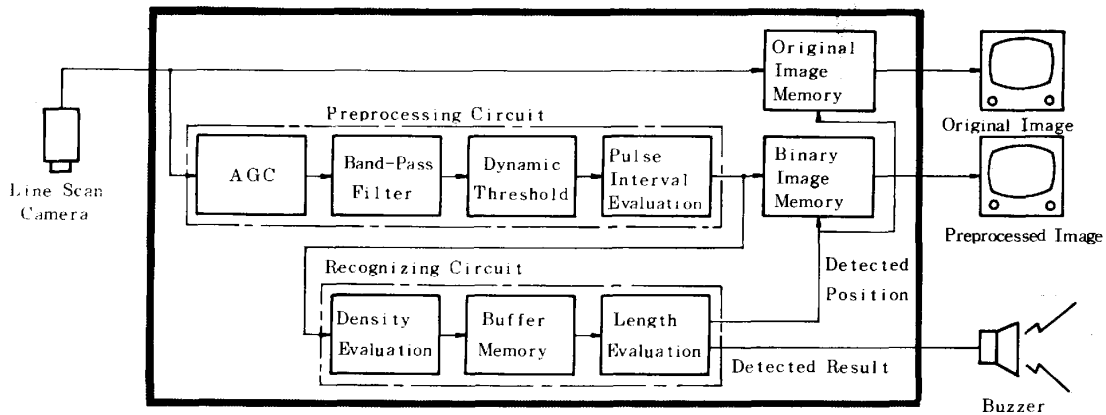 Original
Image
Memory
Original Image
Preprocessing Circuit
Line Scan
Camera
AGC
Band-Pass
Filter
Dynamic
Threshold
Pulse
Interval
Evaluation
Binary
Image
Memory
Preprocessed Image
Recognizing Circuit
Density
Evaluation
Buffer
Memory
Length
Evaluation
Detected
Position
Detected Result
Buzzer